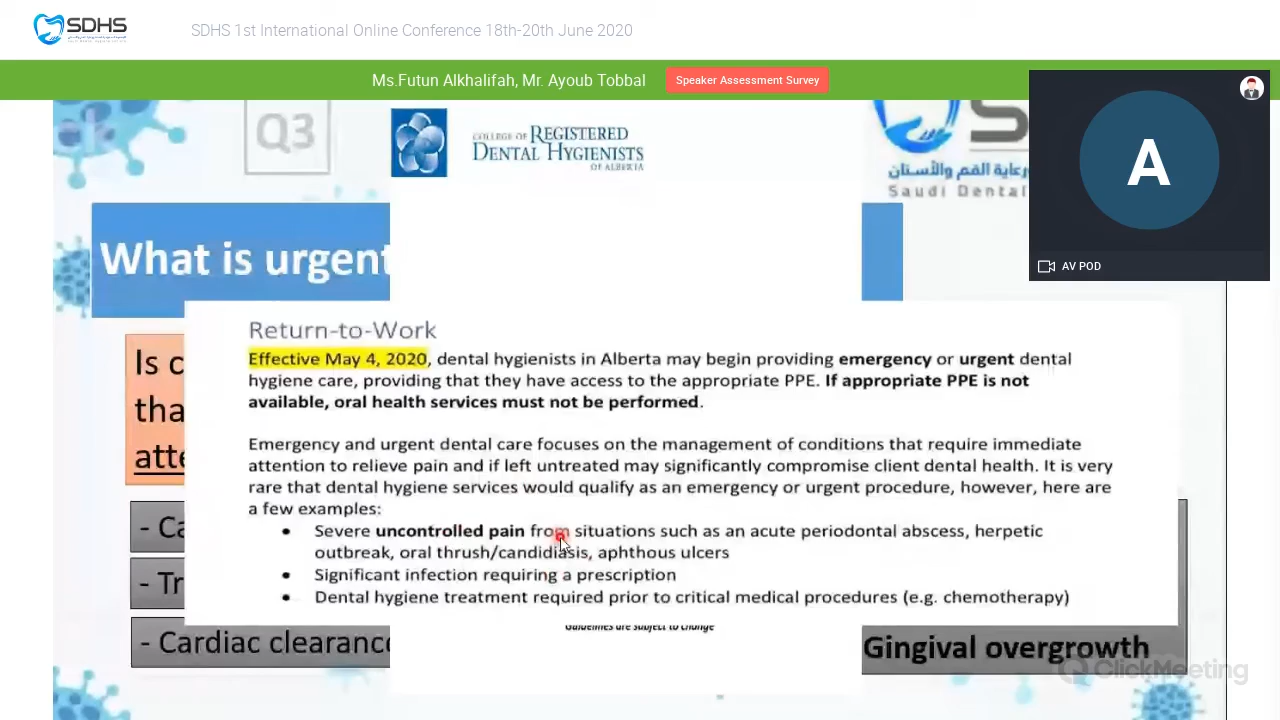 SDHS
SDHS 1st International Online Conference 18th-20th June 2020
Ms.Futun Alkhalifah, Mr. Ayoub Tobbal
Speaker Assessment Survey
Q3
COLLEGE OF REGISTERED
DENTAL HYGIENISTS
OF ALBERTA
S
رعاية الفم والأسنان
Saudi Dental
A
AV POD
What is urgent
Return-to-Work
Effective May 4, 2020, dental hygienists in Alberta may begin providing emergency or urgent dental
hygiene care, providing that they have access to the appropriate PPE. If appropriate PPE is not
available, oral health services must not be performed.
Emergency and urgent dental care focuses on the management of conditions that require immediate
attention to relieve pain and if left untreated may significantly compromise client dental health. It is very
rare that dental hygiene services would qualify as an emergency or urgent procedure, however, here are
a few examples:
• Severe uncontrolled pain from situations such as an acute periodontal abscess, herpetic
outbreak, oral thrush/candidiasis, aphthous ulcers
• Significant infection requiring a prescription
• Dental hygiene treatment required prior to critical medical procedures (e.g. chemotherapy)
Is c
tha
atte
- Ca
- Tr
- Cardiac clearance
Guidelines are subject to change
Gingival overgrowth
ClickMeeting